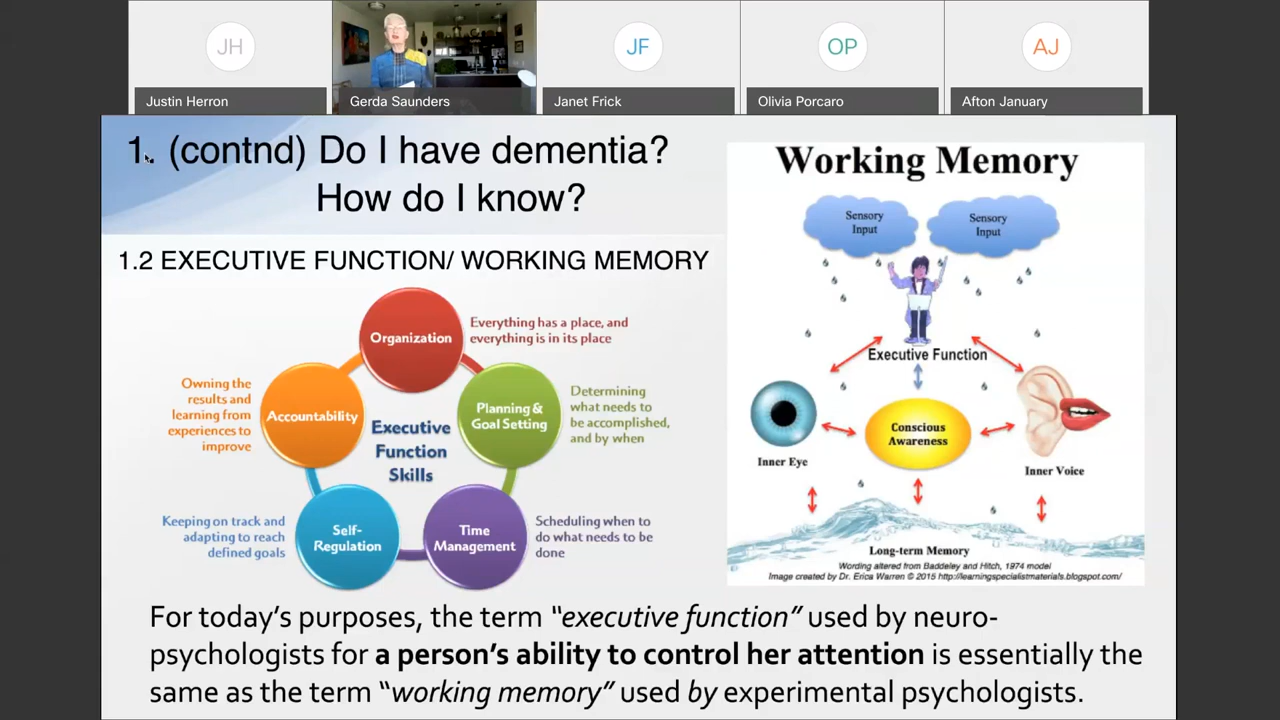 JH
JF
OP
AJ
Justin Herron
Gerda Saunders
Janet Frick
Olivia Porcaro
Afton January
1. (contnd) Do I have dementia?
How do I know?
1.2 EXECUTIVE FUNCTION/ WORKING MEMORY
Organization
Everything has a place, and
everything is in its place
Planning &
Goal Setting
Determining
what needs to
be accomplished,
and by when
Time
Management
Scheduling when to
do what needs to be
done
Self-
Regulation
Keeping on track and
adapting to reach
defined goals
Accountability
Owning the
results and
learning from
experiences to
improve
Executive
Function
Skills
Working Memory
Sensory
Input
Sensory
Input
Executive Function
Inner Eye
Conscious
Awareness
Inner Voice
Long-term Memory
Wording altered from Baddeley and Hitch, 1974 model
Image created by Dr. Erica Warren © 2015 http://learningspecialistmaterials.blogspot.com/
For today's purposes, the term “executive function” used by neuro-
psychologists for a person's ability to control her attention is essentially the
same as the term “working memory” used by experimental psychologists.